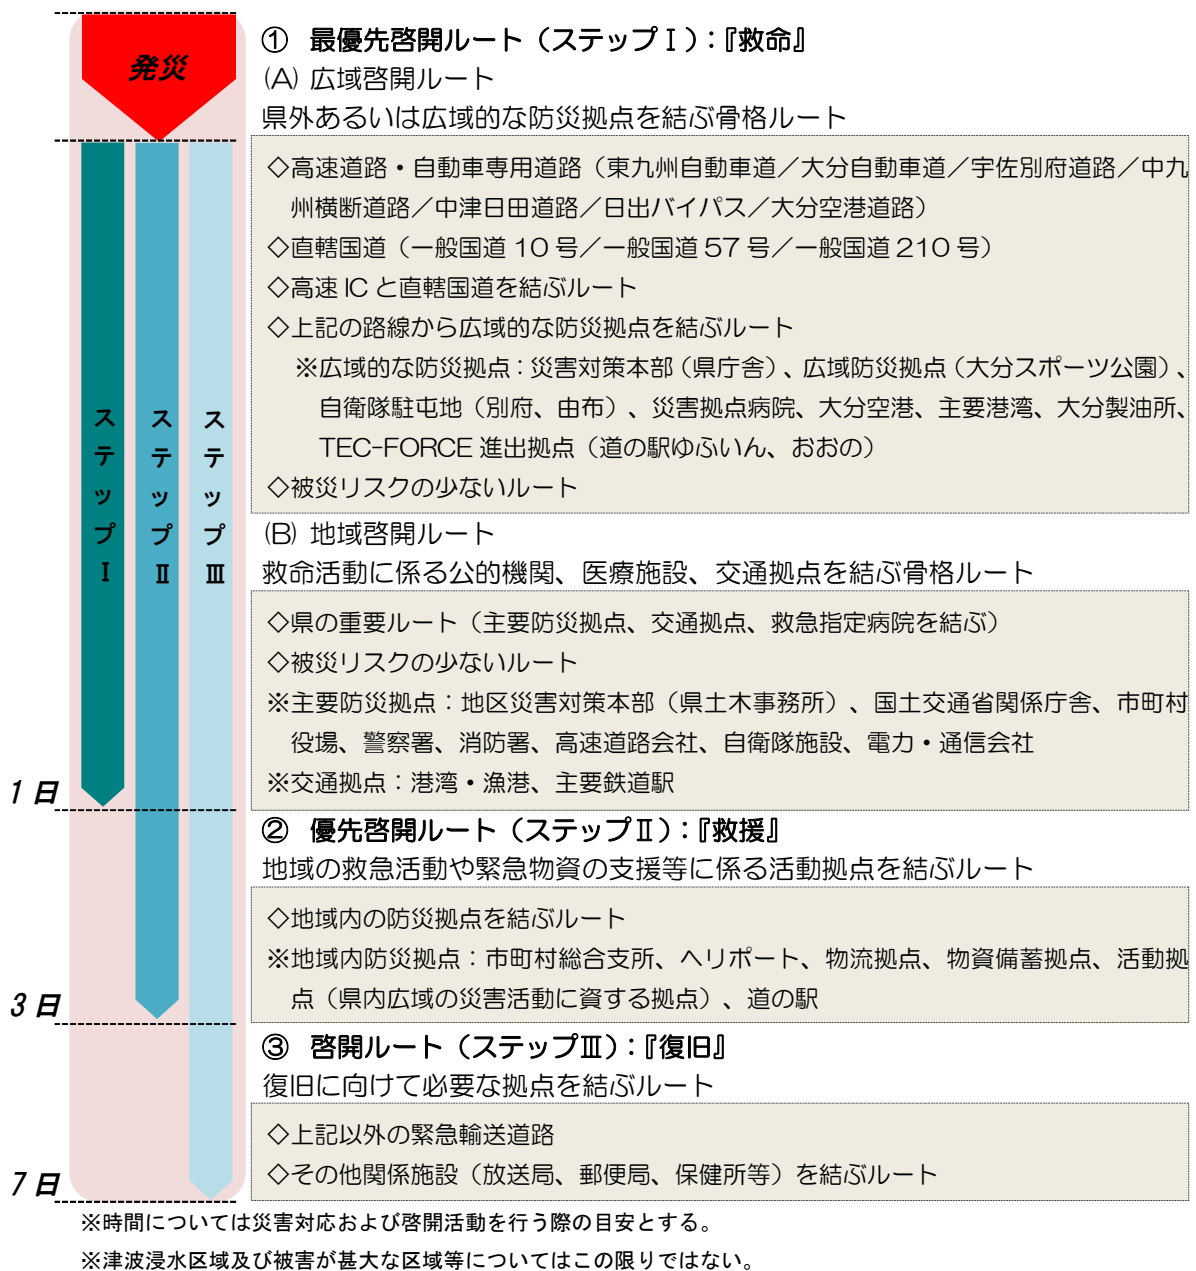 発災
① 最優先啓開ルート（ステップⅠ）：『救命』
(A) 広域啓開ルート
県外あるいは広域的な防災拠点を結ぶ骨格ルート
◇高速道路・自動車専用道路（東九州自動車道／大分自動車道／宇佐別府道路／中九
州横断道路／中津日田道路／日出バイパス／大分空港道路）
◇直轄国道（一般国道 10 号／一般国道 57 号／一般国道 210 号）
◇高速 IC と直轄国道を結ぶルート
◇上記の路線から広域的な防災拠点を結ぶルート
※広域的な防災拠点：災害対策本部（県庁舎）、広域防災拠点（大分スポーツ公園）、
自衛隊駐屯地（別府、由布）、災害拠点病院、大分空港、主要港湾、大分製油所、
TEC-FORCE 進出拠点（道の駅ゆふいん、おおの）
◇被災リスクの少ないルート
(B) 地域啓開ルート
救命活動に係る公的機関、医療施設、交通拠点を結ぶ骨格ルート
◇県の重要ルート（主要防災拠点、交通拠点、救急指定病院を結ぶ）
◇被災リスクの少ないルート
※主要防災拠点：地区災害対策本部（県土木事務所）、国土交通省関係庁舎、市町村
役場、警察署、消防署、高速道路会社、自衛隊施設、電力・通信会社
※交通拠点：港湾・漁港、主要鉄道駅
ステップⅠ
ステップⅡ
ステップⅢ
1 日
② 優先啓開ルート（ステップⅡ）：『救援』
地域の救急活動や緊急物資の支援等に係る活動拠点を結ぶルート
◇地域内の防災拠点を結ぶルート
※地域内防災拠点：市町村総合支所、ヘリポート、物流拠点、物資備蓄拠点、活動拠
点（県内広域の災害活動に資する拠点）、道の駅
3 日
③ 啓開ルート（ステップⅢ）：『復旧』
復旧に向けて必要な拠点を結ぶルート
◇上記以外の緊急輸送道路
◇その他関係施設（放送局、郵便局、保健所等）を結ぶルート
7 日
※時間については災害対応および啓開活動を行う際の目安とする。
※津波浸水区域及び被害が甚大な区域等についてはこの限りではない。